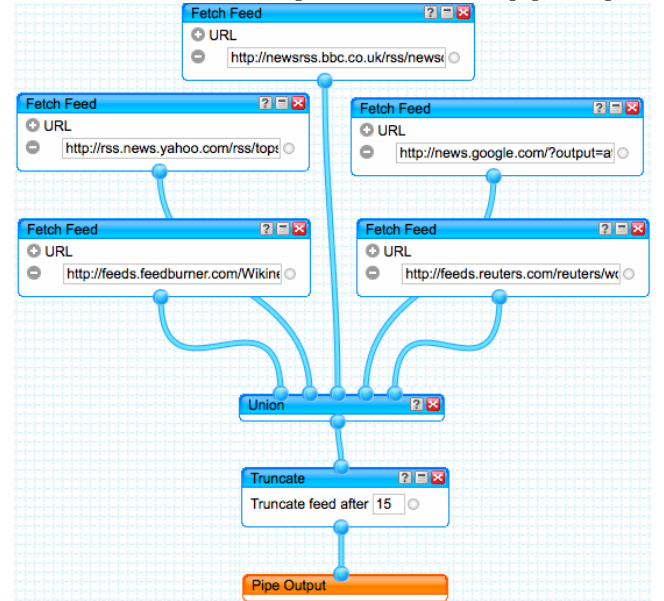 Fetch Feed
URL
http://newsrss.bbc.co.uk/rss/newso
Fetch Feed
URL
http://rss.news.yahoo.com/rss/tops
Fetch Feed
URL
http://news.google.com/?output=a
Fetch Feed
URL
http://feeds.feedburner.com/Wikine
Fetch Feed
URL
http://feeds.reuters.com/reuters/wo
Union
Truncate
Truncate feed after 15
Pipe Output